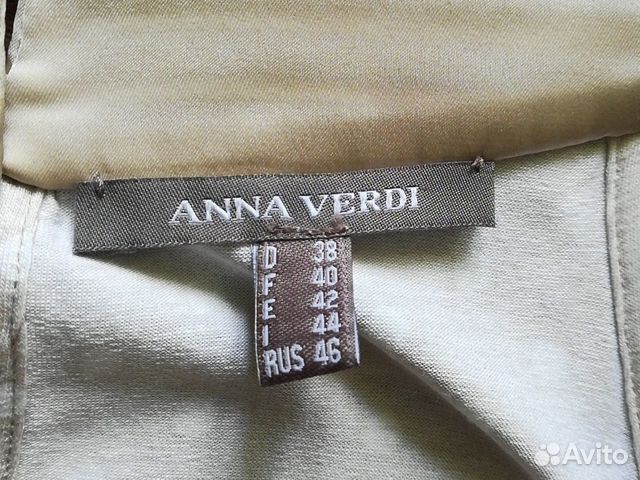 ANNA VERDI
D 38
F 40
E 42
I 44
RUS 46
Avito